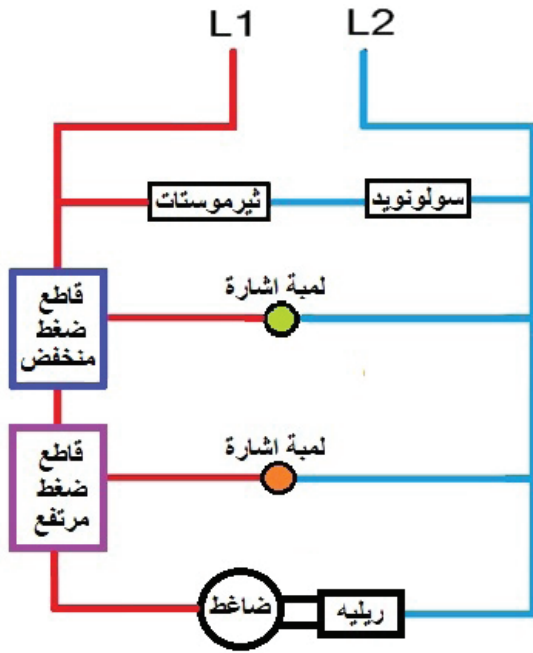 L1 L2
ثيرموستات سولونويد
قاطع
ضغط
منخفض
لمبة اشارة
قاطع
ضغط
مرتفع
لمبة اشارة
ضاغط ريليه